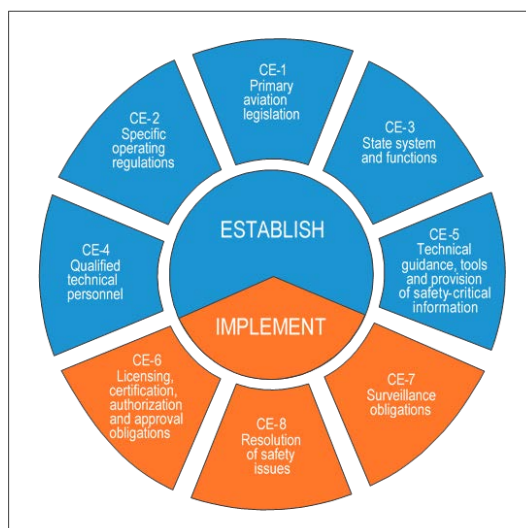 CE-1
Primary
aviation
legislation
CE-2
Specific
operating
regulations
CE-3
State system
and functions
CE-4
Qualified
technical
personnel
ESTABLISH
CE-5
Technical
guidance, tools
and provision
of safety-critical
information
IMPLEMENT
CE-6
Licensing,
certification,
authorization
and approval
obligations
CE-8
Resolution
of safety
issues
CE-7
Surveillance
obligations